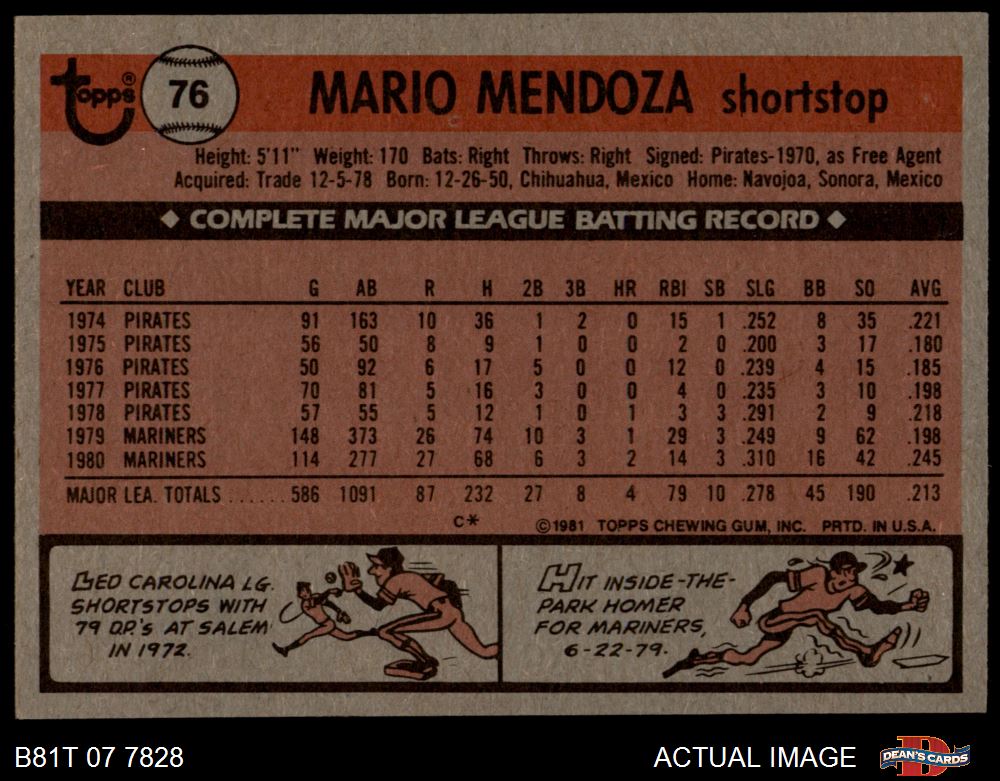 topps® 76 MARIO MENDOZA shortstop
Height: 5'11" Weight: 170 Bats: Right Throws: Right Signed: Pirates-1970, as Free Agent
Acquired: Trade 12-5-78 Born: 12-26-50, Chihuahua, Mexico Home: Navojoa, Sonora, Mexico
◆ COMPLETE MAJOR LEAGUE BATTING RECORD ◆
YEAR CLUB G AB R H 2B 3B HR RBI SB SLG BB SO AVG
1974 PIRATES 91 163 10 36 1 2 0 15 1 .252 8 35 .221
1975 PIRATES 56 50 8 9 1 0 0 2 0 .200 3 17 .180
1976 PIRATES 50 92 6 17 5 0 0 12 0 .239 4 15 .185
1977 PIRATES 70 81 5 16 3 0 0 4 0 .235 3 10 .198
1978 PIRATES 57 55 5 12 1 0 1 3 3 .291 2 9 .218
1979 MARINERS 148 373 26 74 10 3 1 29 3 .249 9 62 .198
1980 MARINERS 114 277 27 68 6 3 2 14 3 .310 16 42 .245
MAJOR LEA. TOTALS ....... 586 1091 87 232 27 8 4 79 10 .278 45 190 .213
C* ©1981 TOPPS CHEWING GUM, INC. PRTD. IN U.S.A.
LED CAROLINA LG.
SHORTSTOPS WITH
79 D.P.'S AT SALEM
IN 1972.
HIT INSIDE-THE-
PARK HOMER
FOR MARINERS,
6-22-79.
B81T 07 7828 ACTUAL IMAGE DEAN'S CARDS